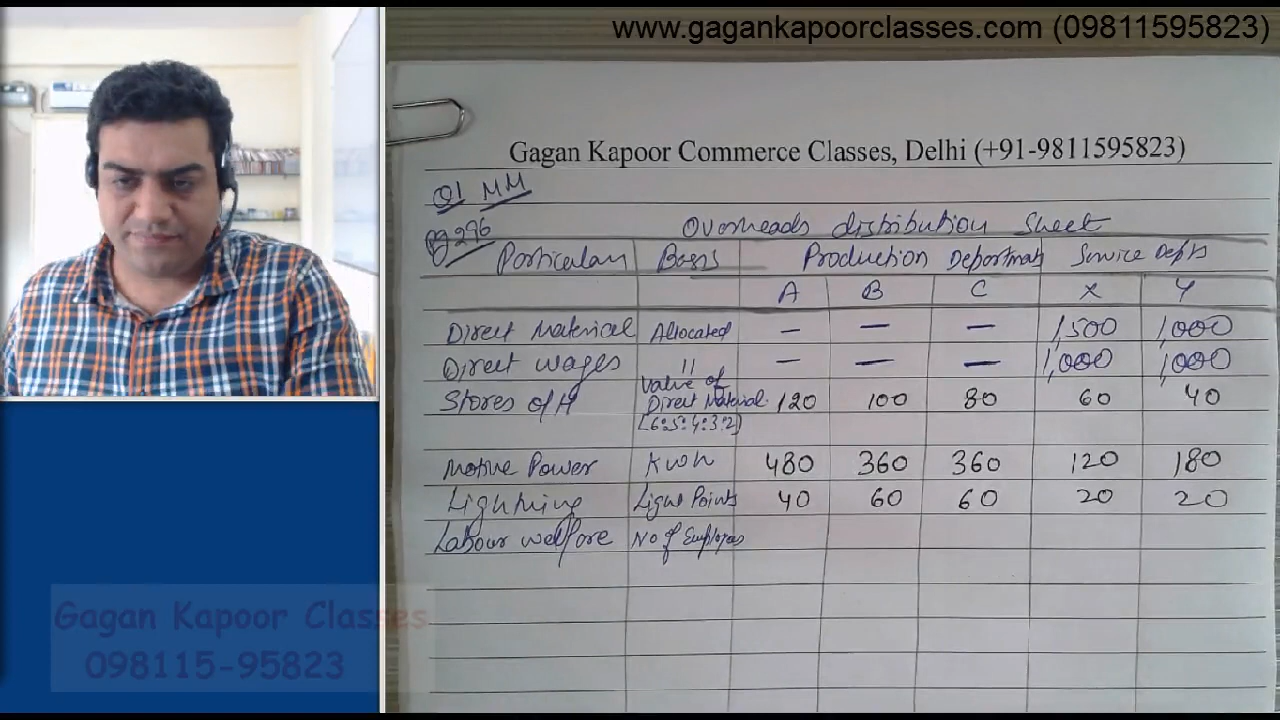 www.gagankapoorclasses.com (09811595823)
Gagan Kapoor Commerce Classes, Delhi (+91-9811595823)
Q1 MM
Pg 296
Overheads distribution Sheet
Particulars Basis Production Departments Service Depts
A B C X Y
Direct Material Allocated — — — 1,500 1,000
Direct wages 11 — — — 1,000 1,000
Stores OH Value of Direct Material 120 100 80 60 40
[6:5:4:3:2]
Motive Power Kwh 480 360 360 120 180
Lighting Light Points 40 60 60 20 20
Labour welfare No of Employees
Gagan Kapoor Classes
098115-95823